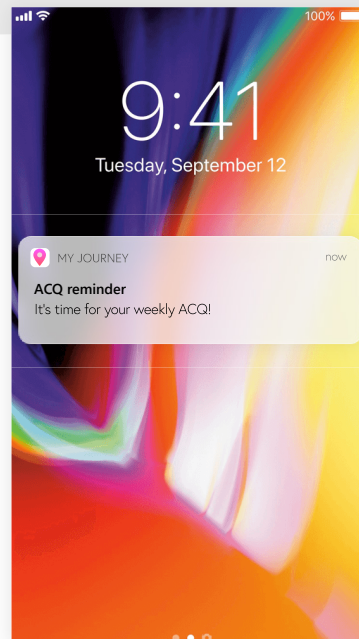 100%
9:41
Tuesday, September 12
MY JOURNEY now
ACQ reminder
It's time for your weekly ACQ!